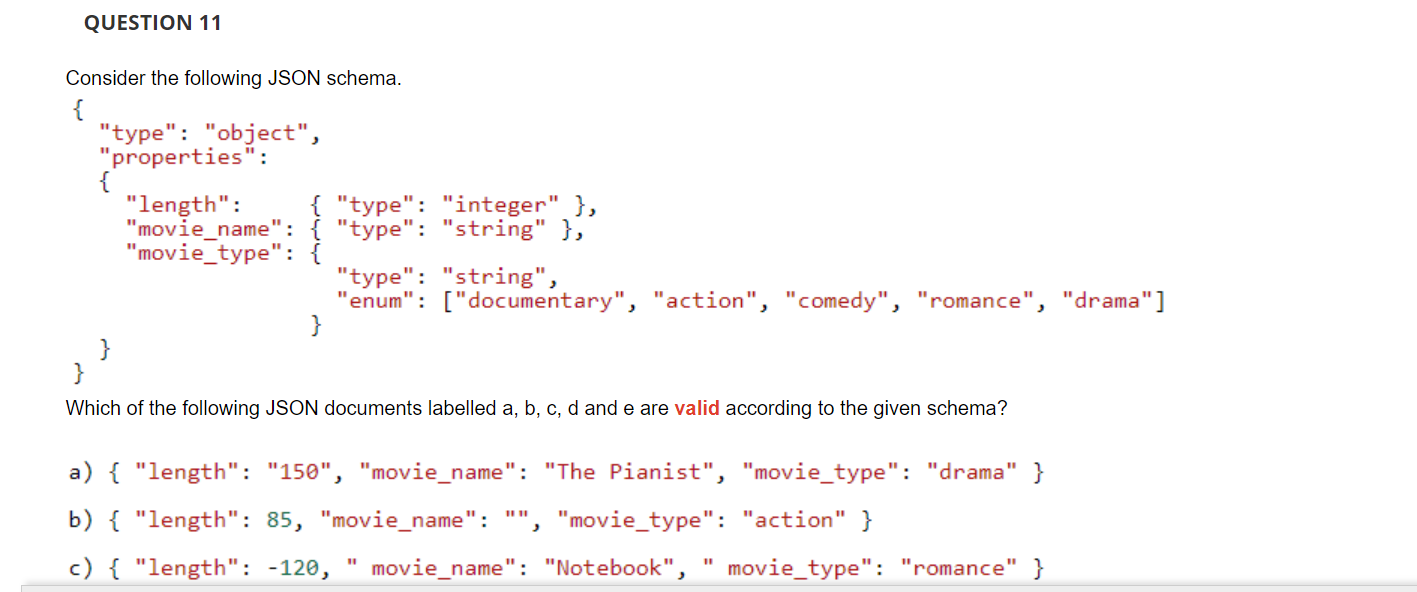 QUESTION 11
Consider the following JSON schema.
{
"type": "object",
"properties":
{
"length": { "type": "integer" },
"movie_name": { "type": "string" },
"movie_type": {
"type": "string",
"enum": ["documentary", "action", "comedy", "romance", "drama"]
}
}
}
Which of the following JSON documents labelled a, b, c, d and e are valid according to the given schema?
a) { "length": "150", "movie_name": "The Pianist", "movie_type": "drama" }
b) { "length": 85, "movie_name": "", "movie_type": "action" }
c) { "length": -120, " movie_name": "Notebook", " movie_type": "romance" }